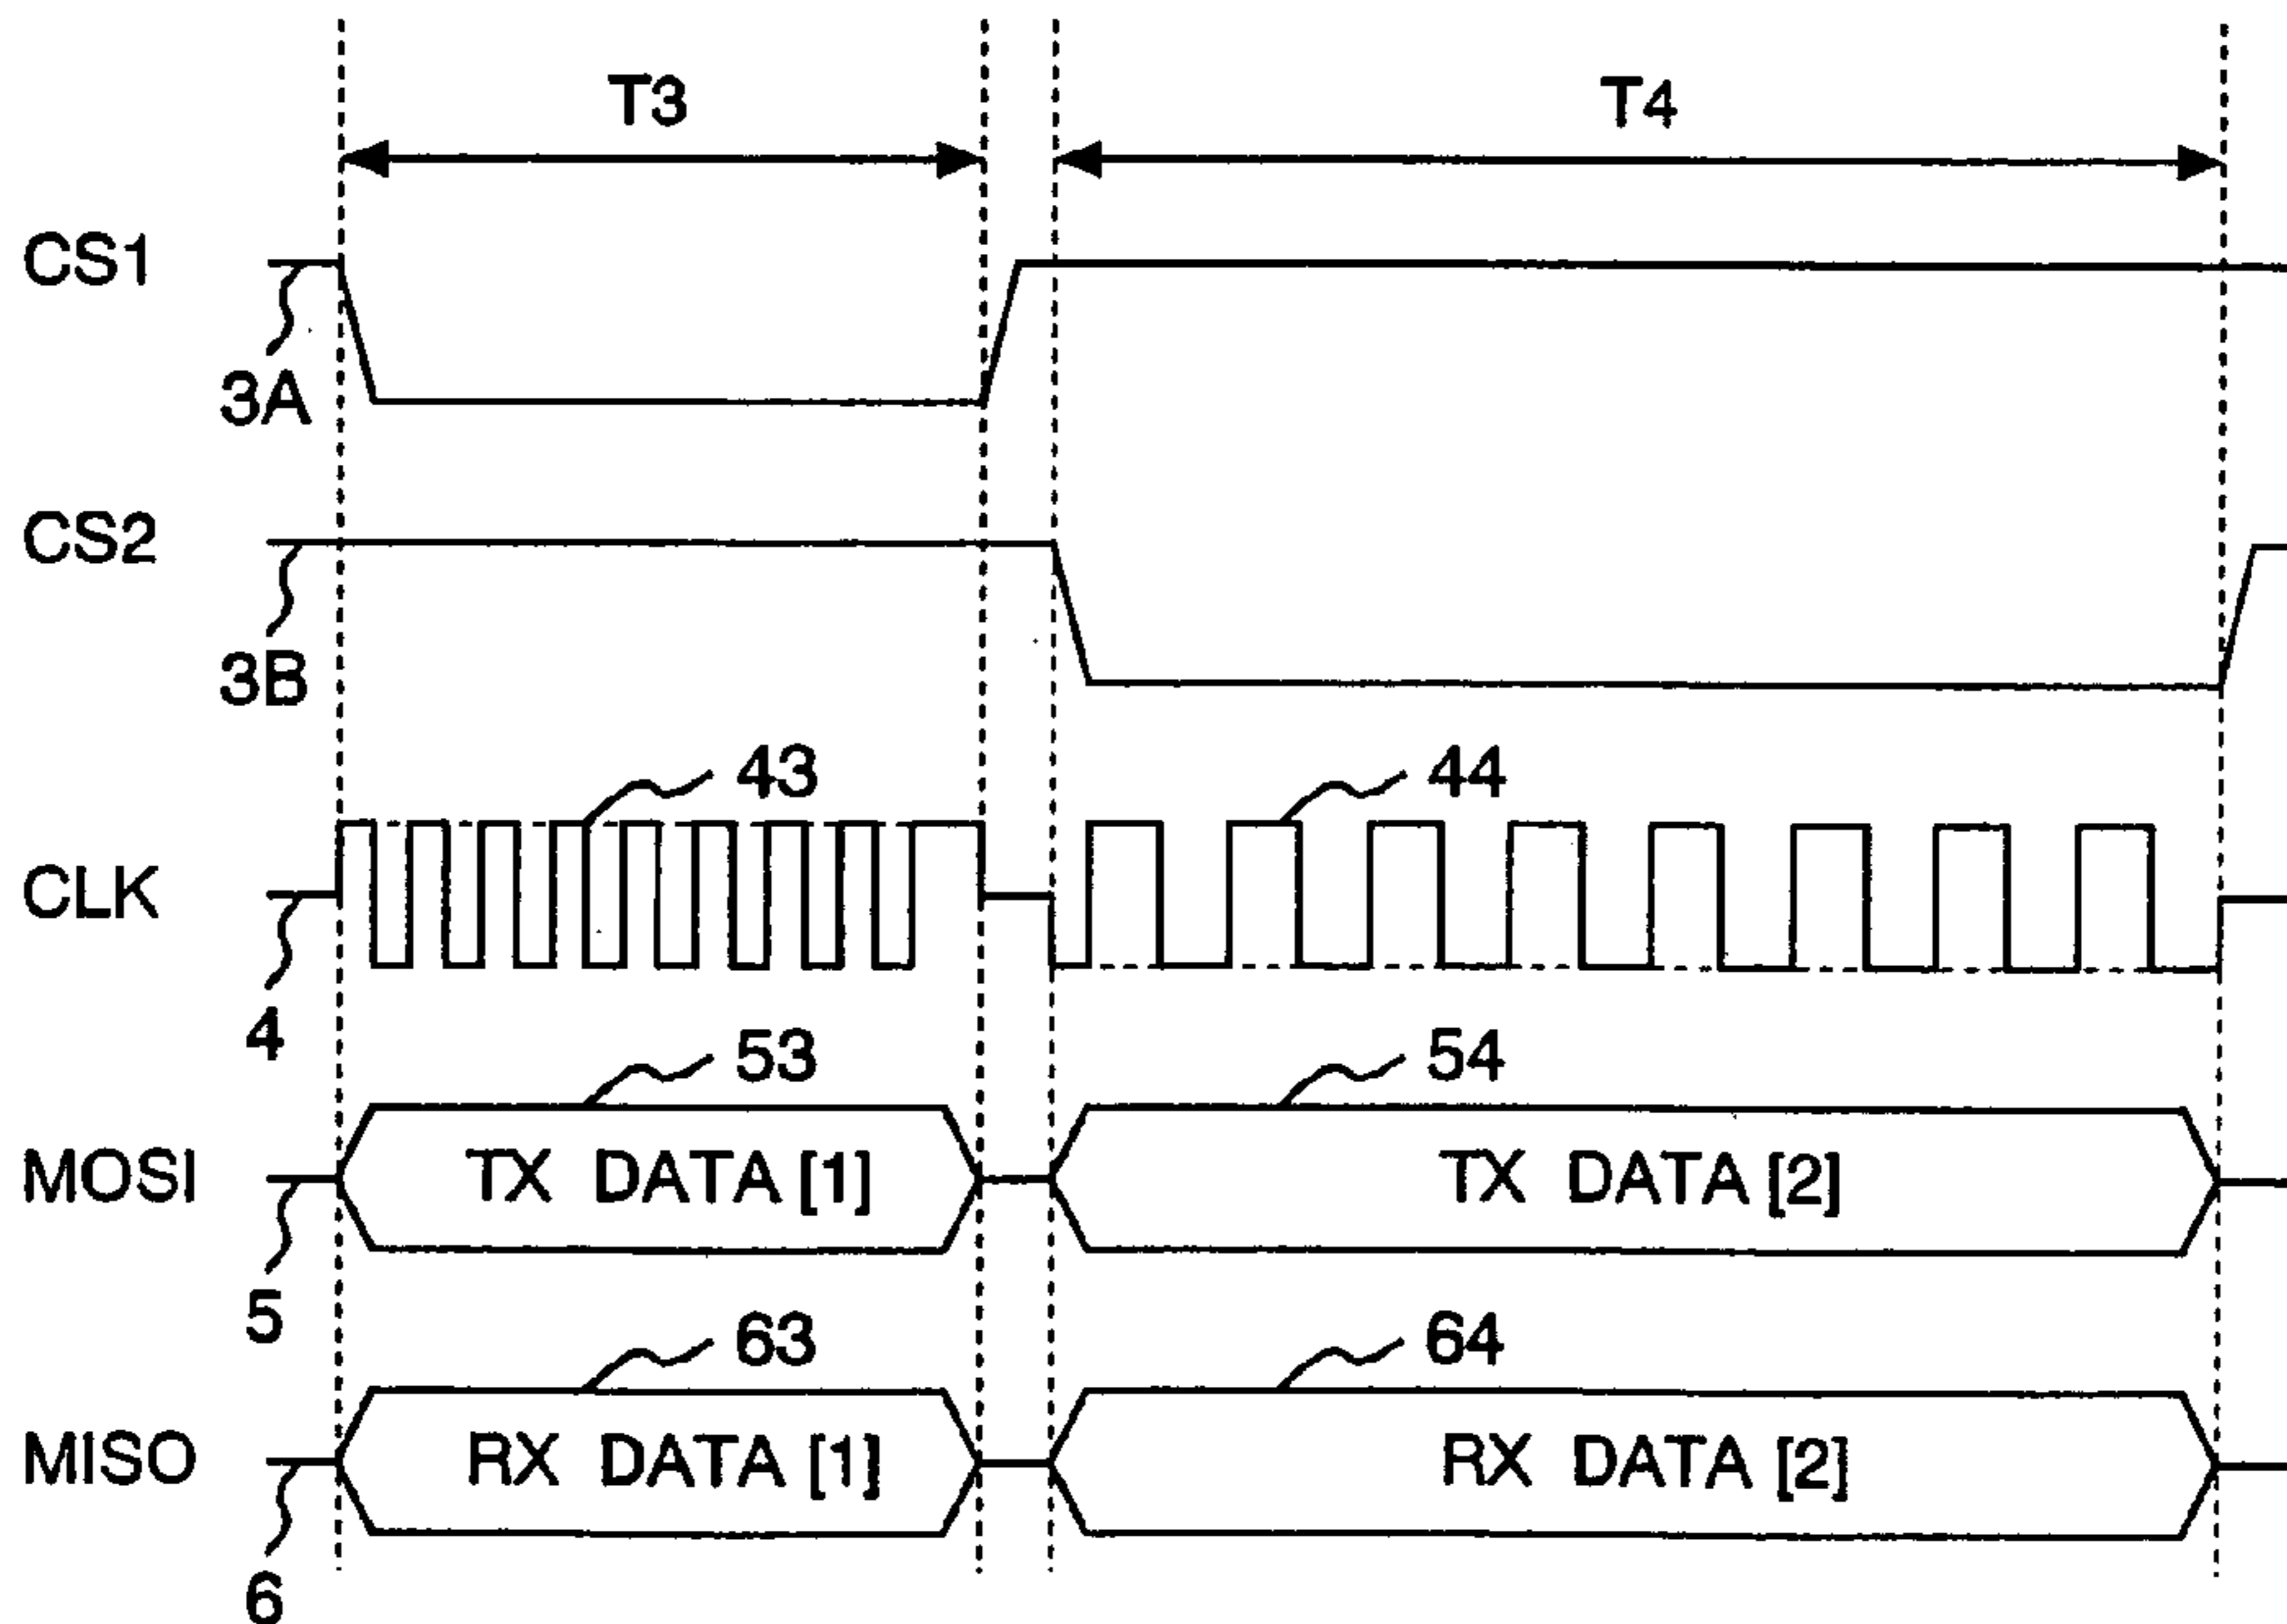 T3 T4
CS1
3A
CS2
3B
43 44
CLK
4
53 54
MOSI TX DATA [1] TX DATA [2]
5
63 64
MISO RX DATA [1] RX DATA [2]
6